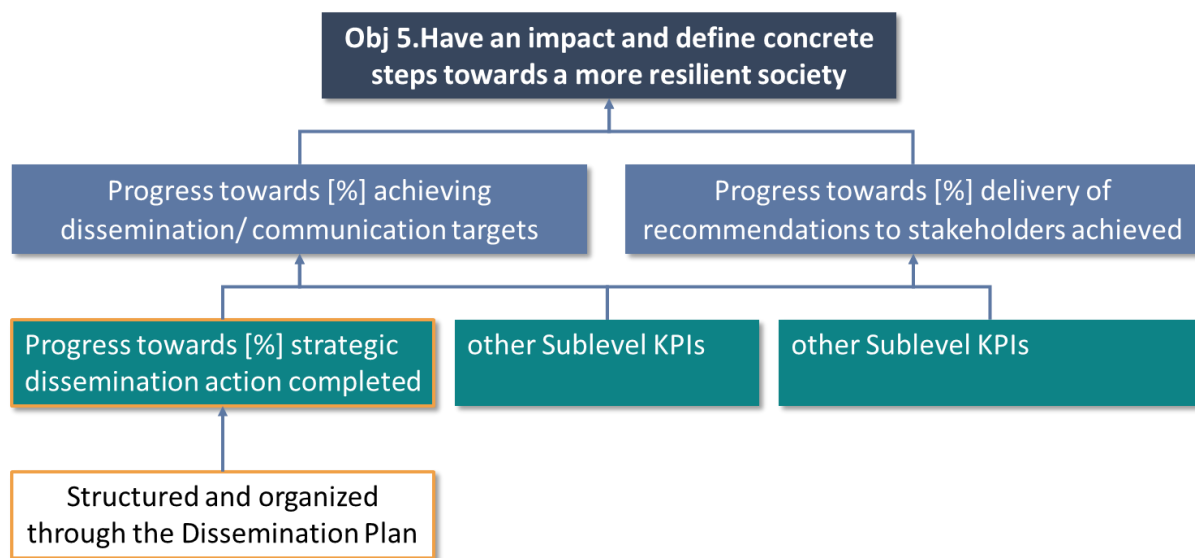 Obj 5.Have an impact and define concrete
steps towards a more resilient society
Progress towards [%] achieving
dissemination/ communication targets
Progress towards [%] delivery of
recommendations to stakeholders achieved
Progress towards [%] strategic
dissemination action completed
other Sublevel KPIs
other Sublevel KPIs
Structured and organized
through the Dissemination Plan